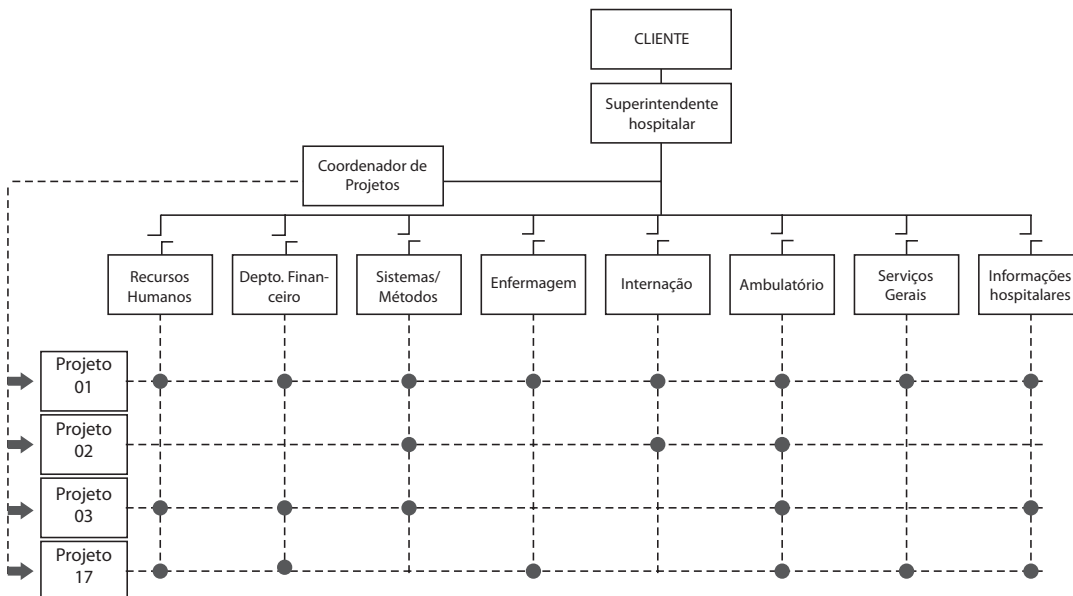 CLIENTE
Superintendente
hospitalar
Coordenador de
Projetos
Recursos
Humanos
Depto. Finan-
ceiro
Sistemas/
Métodos
Enfermagem
Internação
Ambulatório
Serviços
Gerais
Informações
hospitalares
Projeto
01
Projeto
02
Projeto
03
Projeto
17